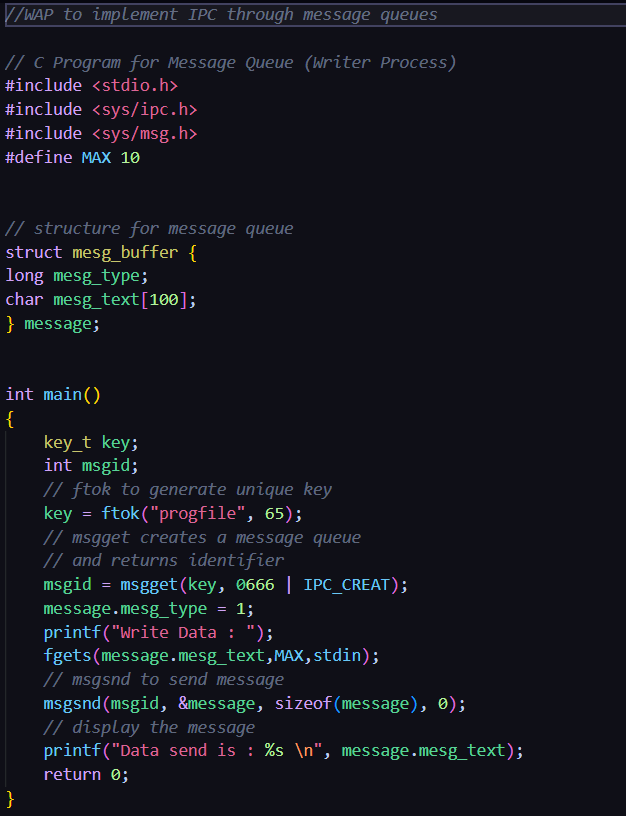 //WAP to implement IPC through message queues
// C Program for Message Queue (Writer Process)
#include <stdio.h>
#include <sys/ipc.h>
#include <sys/msg.h>
#define MAX 10
// structure for message queue
struct mesg_buffer {
long mesg_type;
char mesg_text[100];
} message;
int main()
{
    key_t key;
    int msgid;
    // ftok to generate unique key
    key = ftok("progfile", 65);
    // msgget creates a message queue
    // and returns identifier
    msgid = msgget(key, 0666 | IPC_CREAT);
    message.mesg_type = 1;
    printf("Write Data : ");
    fgets(message.mesg_text,MAX,stdin);
    // msgsnd to send message
    msgsnd(msgid, &message, sizeof(message), 0);
    // display the message
    printf("Data send is : %s \n", message.mesg_text);
    return 0;
}